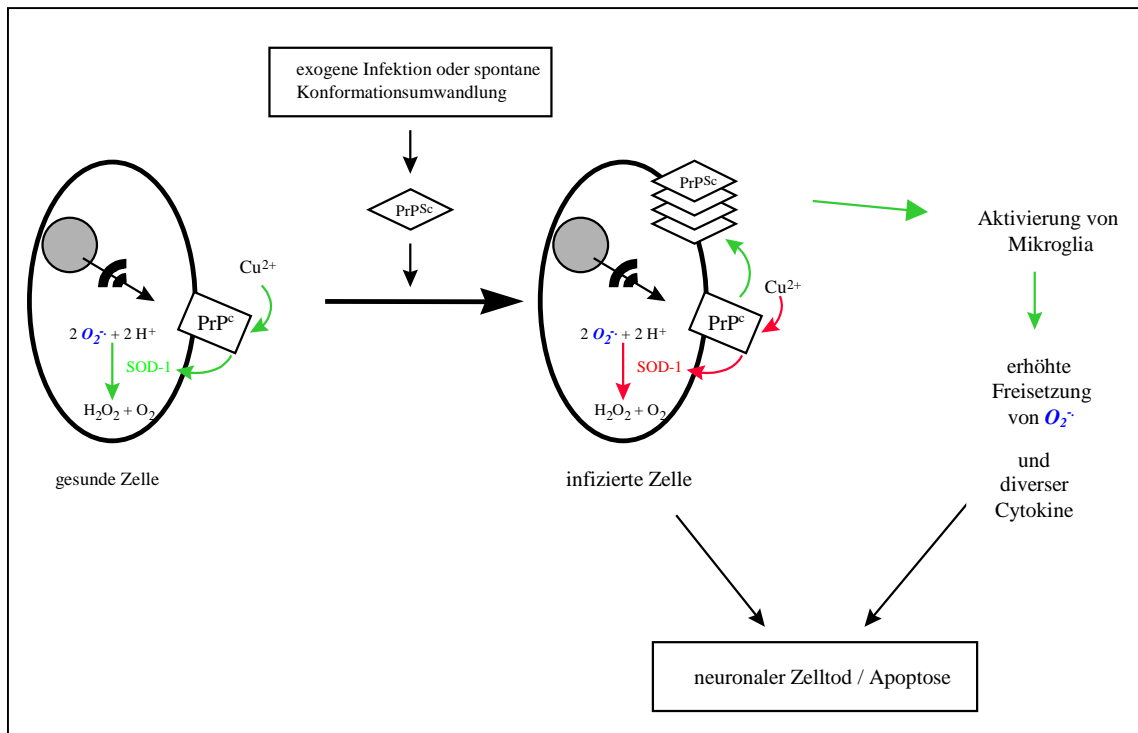 exogene Infektion oder spontane
Konformationsumwandlung
PrPSc
Cu²⁺
PrPᶜ
2 O₂⁻· + 2 H⁺
SOD-1
H₂O₂ + O₂
gesunde Zelle
PrPSc
Cu²⁺
PrPᶜ
2 O₂⁻· + 2 H⁺
SOD-1
H₂O₂ + O₂
infizierte Zelle
Aktivierung von
Mikroglia
erhöhte
Freisetzung
von O₂⁻·
und
diverser
Cytokine
neuronaler Zelltod / Apoptose